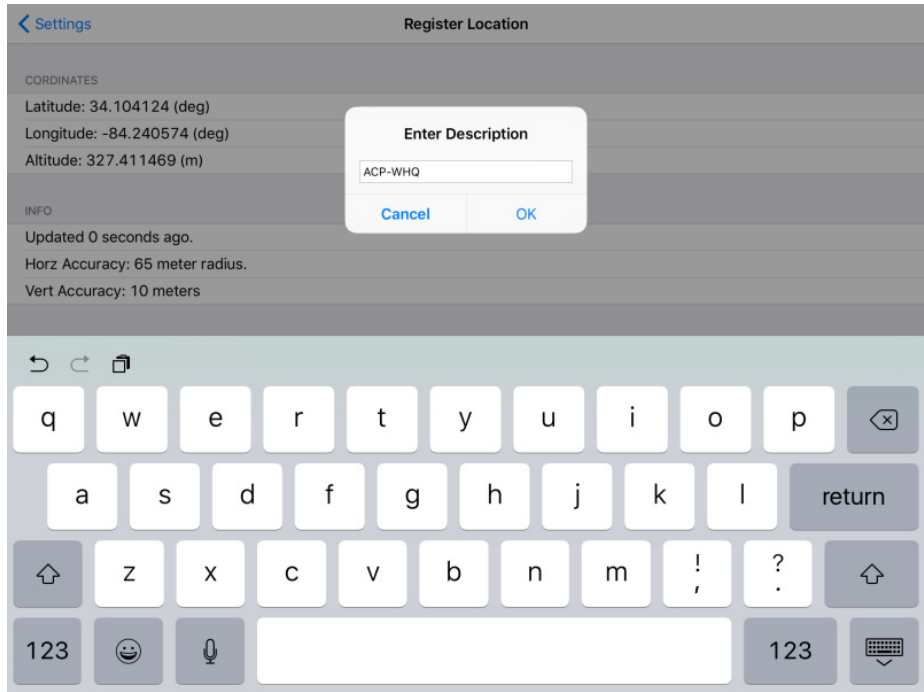 Settings
Register Location
CORDINATES
Latitude: 34.104124 (deg)
Longitude: -84.240574 (deg)
Altitude: 327.411469 (m)
Enter Description
ACP-WHQ
Cancel OK
INFO
Updated 0 seconds ago.
Horz Accuracy: 65 meter radius.
Vert Accuracy: 10 meters
q w e r t y u i o p
a s d f g h j k l return
z x c v b n m ! , ? .
123 123